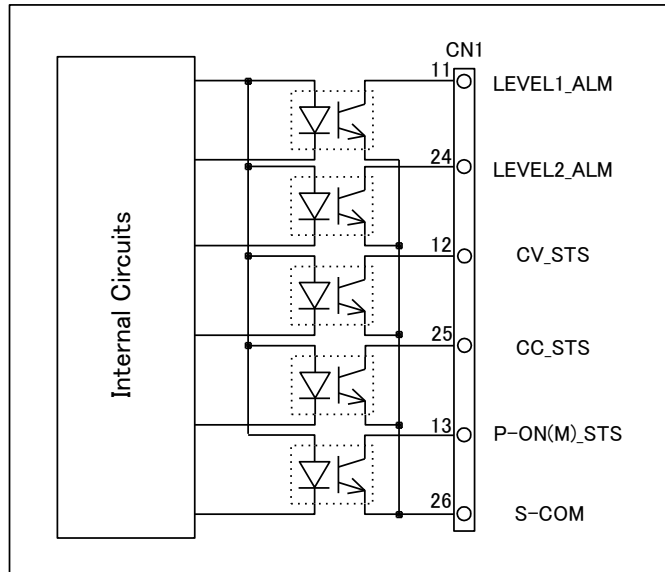 CN1
11 LEVEL1_ALM
24 LEVEL2_ALM
12 CV_STS
25 CC_STS
13 P-ON(M)_STS
26 S-COM
Internal Circuits